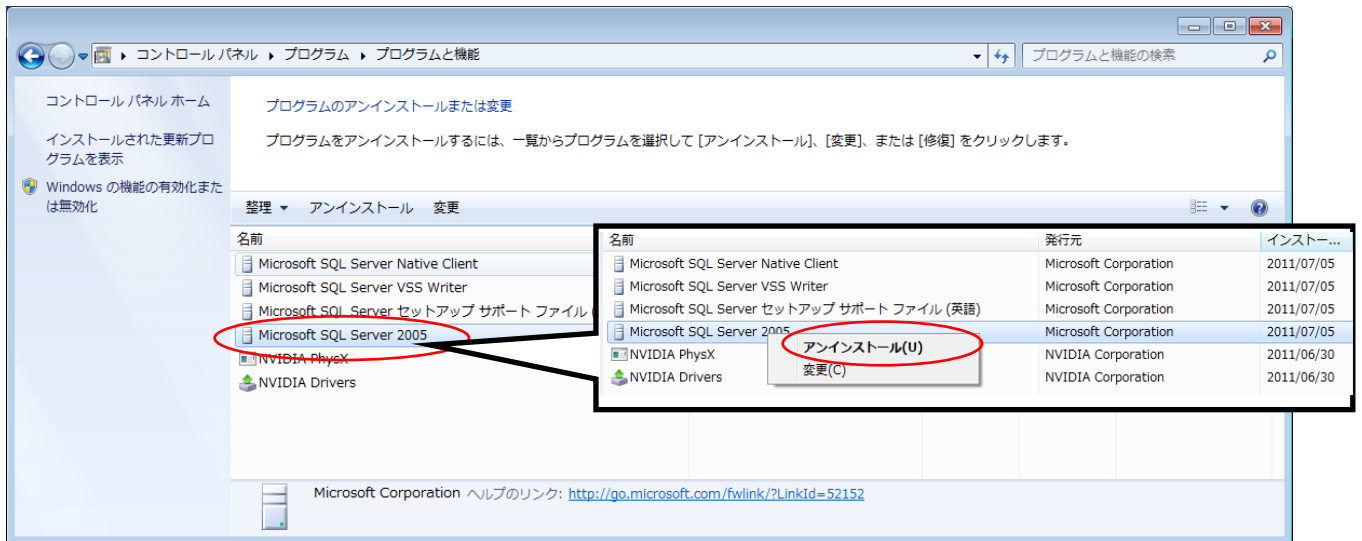 コントロール パネル ▸ プログラム ▸ プログラムと機能
プログラムと機能の検索
コントロール パネル ホーム
インストールされた更新プロ
グラムを表示
Windows の機能の有効化また
は無効化
プログラムのアンインストールまたは変更
プログラムをアンインストールするには、一覧からプログラムを選択して [アンインストール]、[変更]、または [修復] をクリックします。
整理 アンインストール 変更
名前
Microsoft SQL Server Native Client
Microsoft SQL Server VSS Writer
Microsoft SQL Server セットアップ サポート ファイル (
Microsoft SQL Server 2005
NVIDIA PhysX
NVIDIA Drivers
名前 発行元 インストー...
Microsoft SQL Server Native Client Microsoft Corporation 2011/07/05
Microsoft SQL Server VSS Writer Microsoft Corporation 2011/07/05
Microsoft SQL Server セットアップ サポート ファイル (英語) Microsoft Corporation 2011/07/05
Microsoft SQL Server 2005 Microsoft Corporation 2011/07/05
NVIDIA PhysX NVIDIA Corporation 2011/06/30
NVIDIA Drivers NVIDIA Corporation 2011/06/30
アンインストール(U)
変更(C)
Microsoft Corporation ヘルプのリンク: http://go.microsoft.com/fwlink/?LinkId=52152